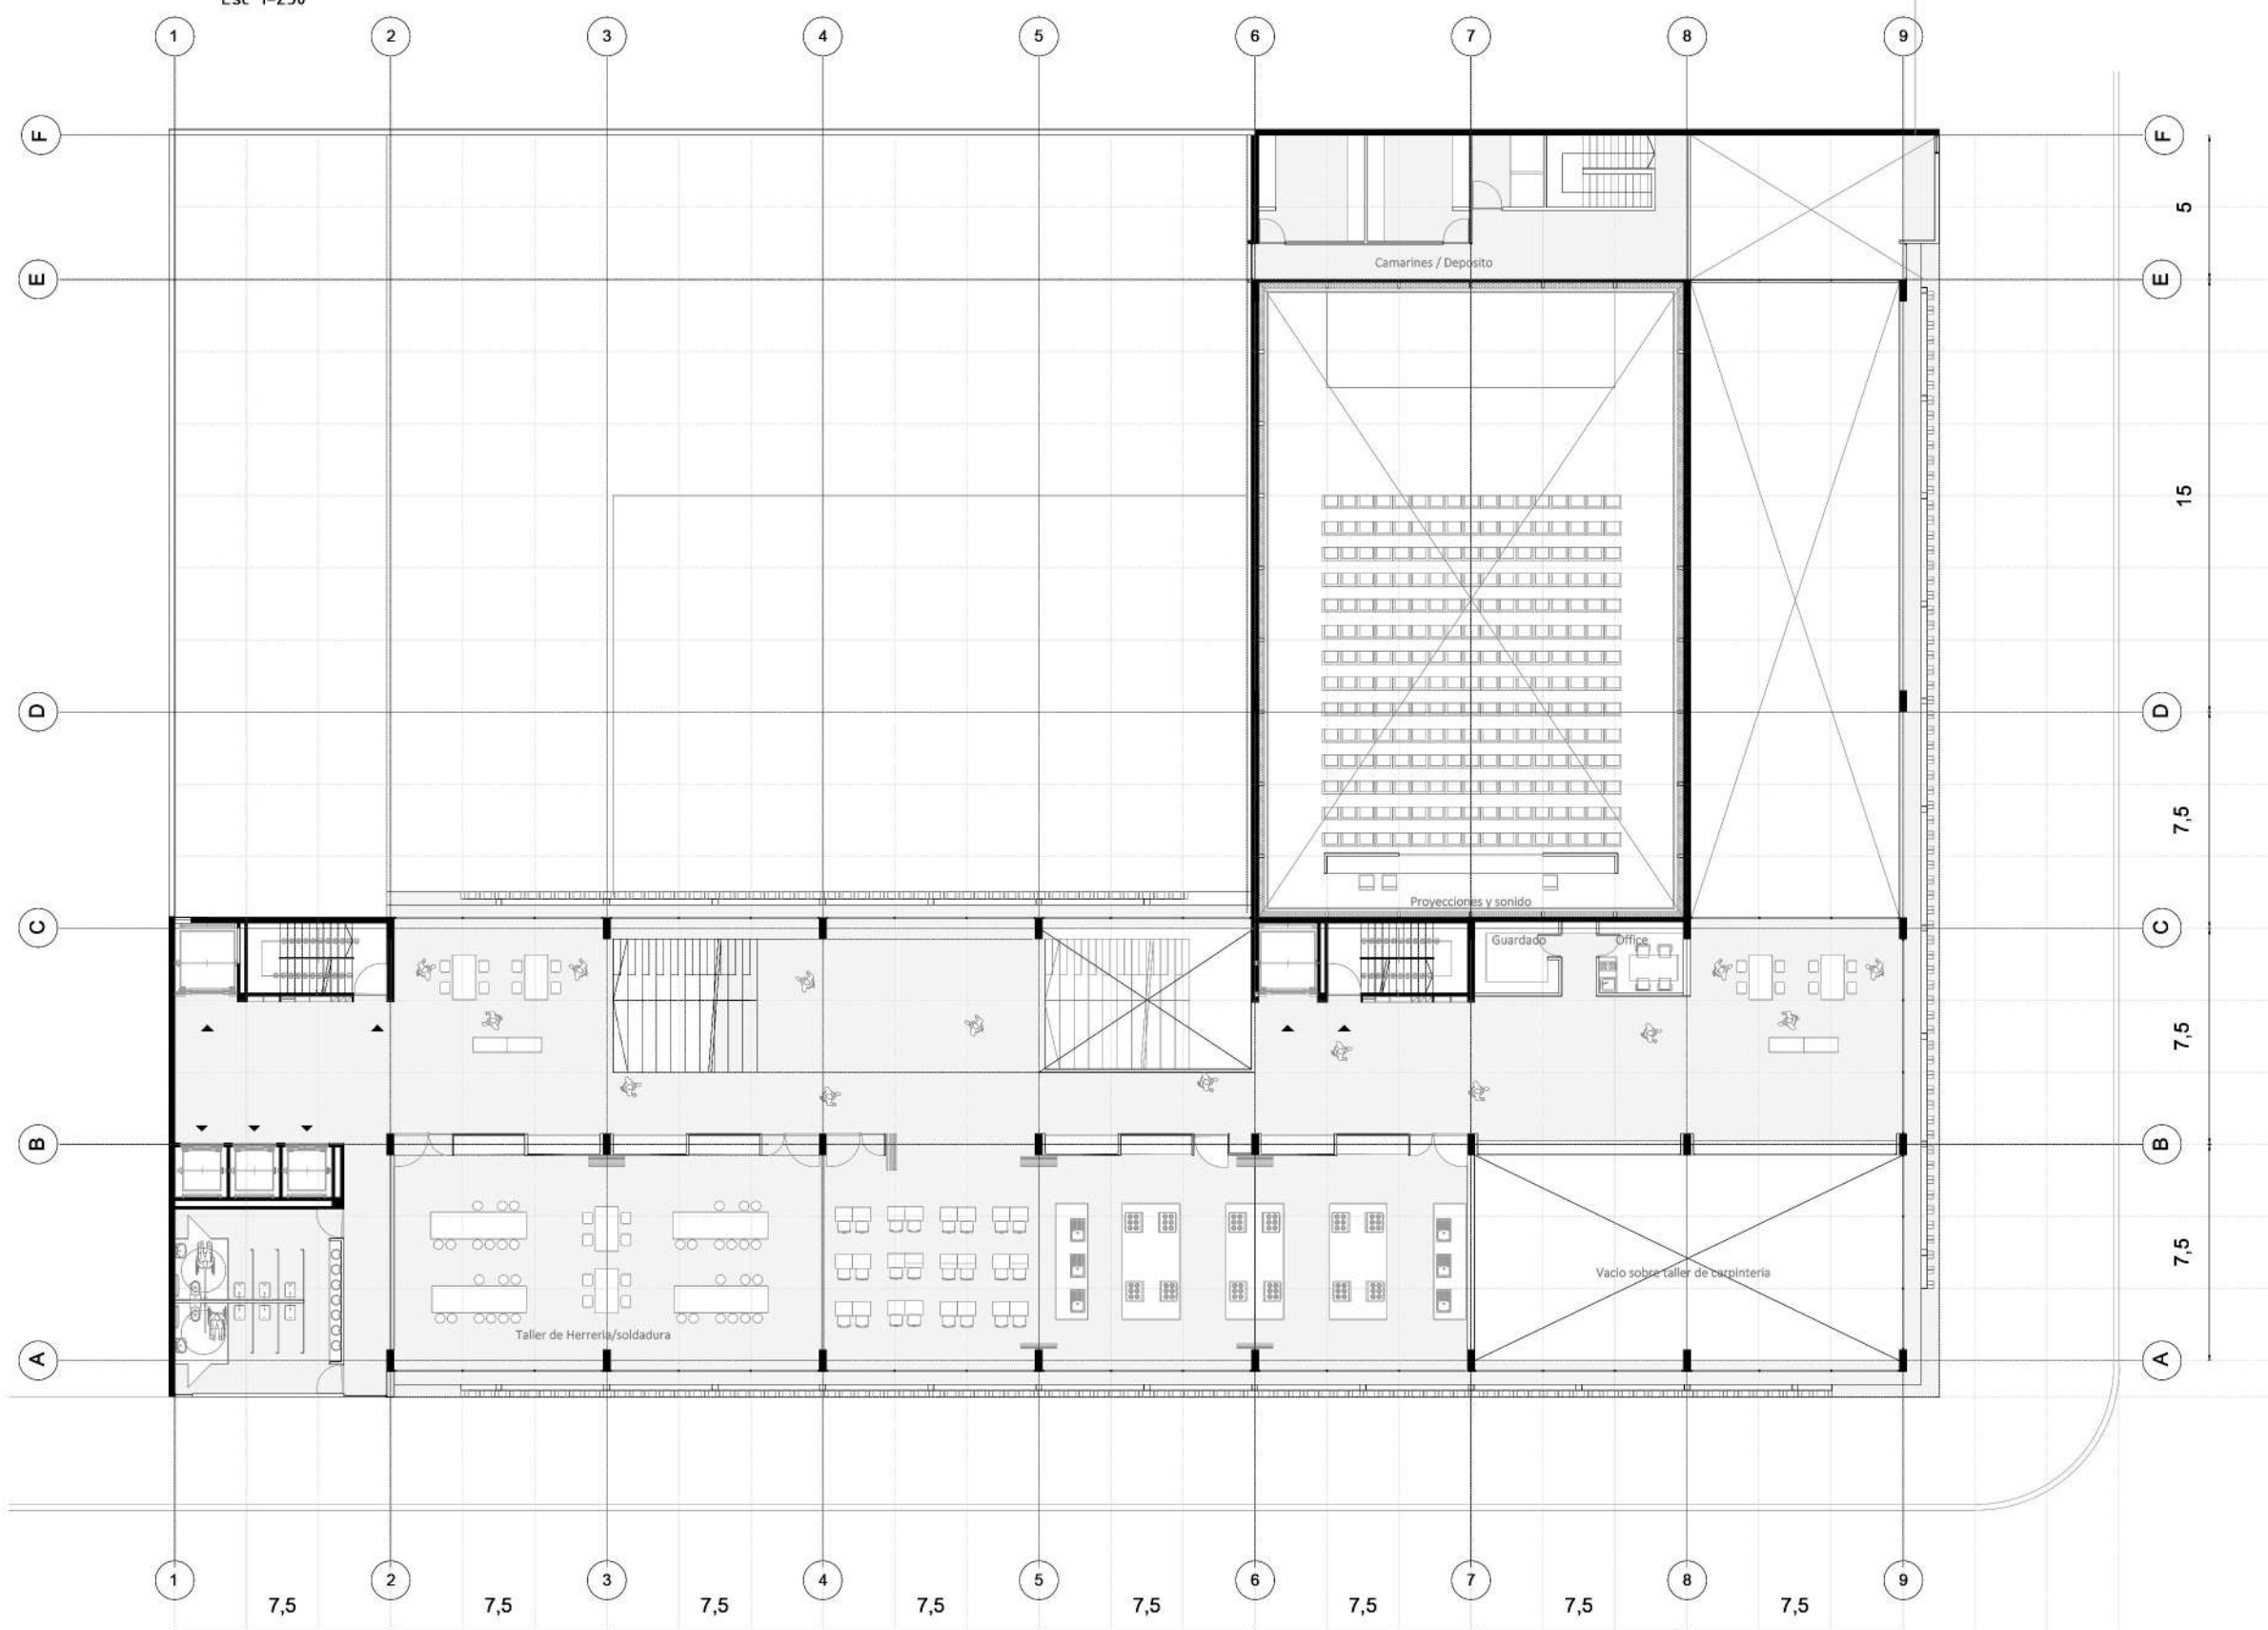 Esc 1=250
1 2 3 4 5 6 7 8 9
F F
5
E E
Camarines / Deposito
15
D D
7,5
Proyecciones y sonido
C C
Guardado Office
7,5
B B
7,5
Vacio sobre taller de carpinteria
Taller de Herreria/soldadura
A A
1 2 3 4 5 6 7 8 9
7,5 7,5 7,5 7,5 7,5 7,5 7,5 7,5